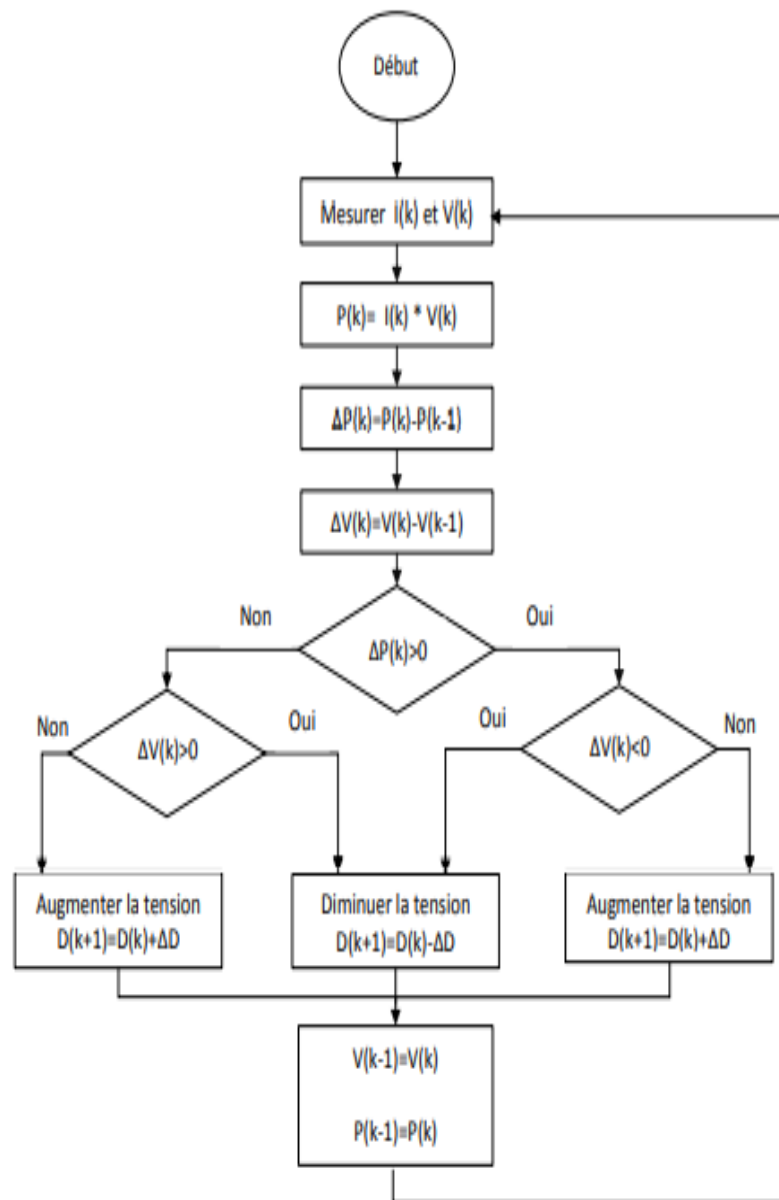 Début
Mesurer I(k) et V(k)
P(k)= I(k) * V(k)
ΔP(k)=P(k)-P(k-1)
ΔV(k)=V(k)-V(k-1)
Non
Oui
ΔP(k)>0
Non
Oui
Oui
Non
ΔV(k)>0
ΔV(k)<0
Augmenter la tension
D(k+1)=D(k)+ΔD
Diminuer la tension
D(k+1)=D(k)-ΔD
Augmenter la tension
D(k+1)=D(k)+ΔD
V(k-1)=V(k)
P(k-1)=P(k)